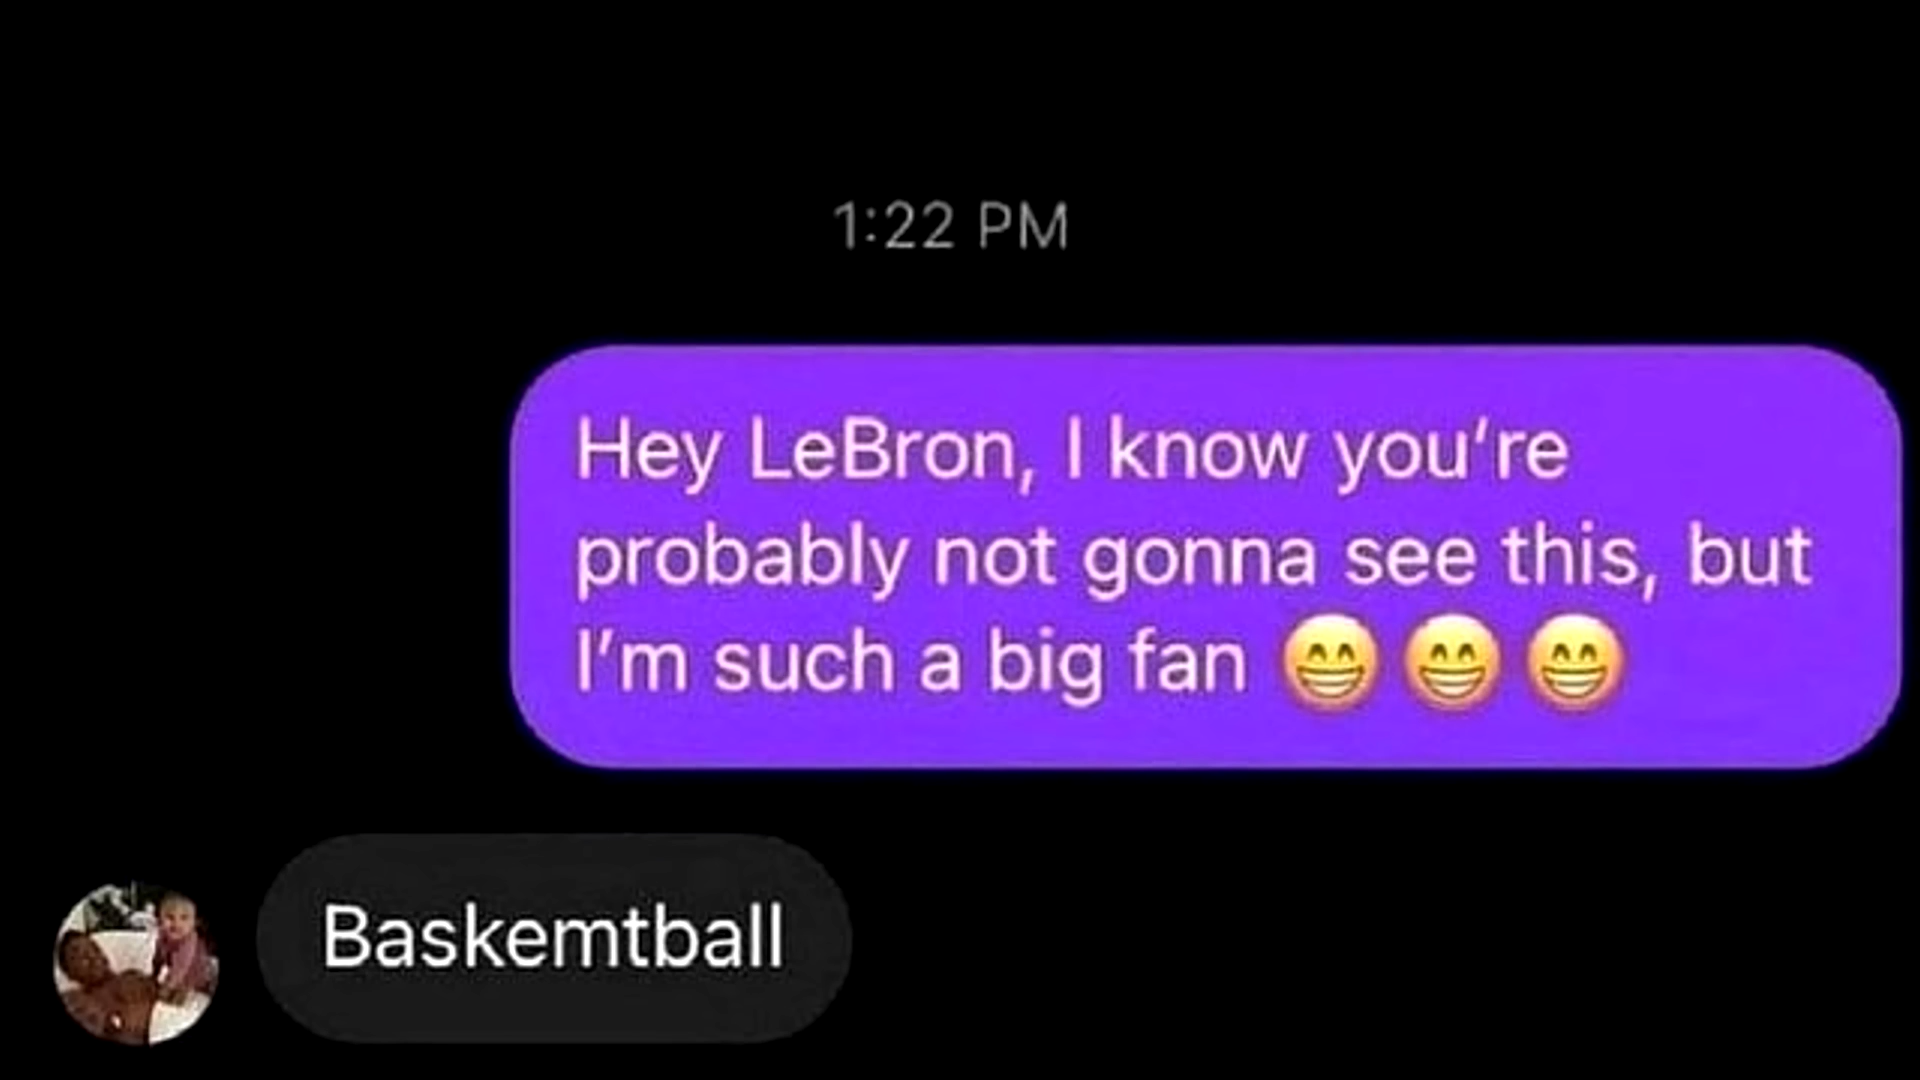 1:22 PM
Hey LeBron, I know you’re
probably not gonna see this, but
I’m such a big fan 😁 😁 😁
Baskemtball